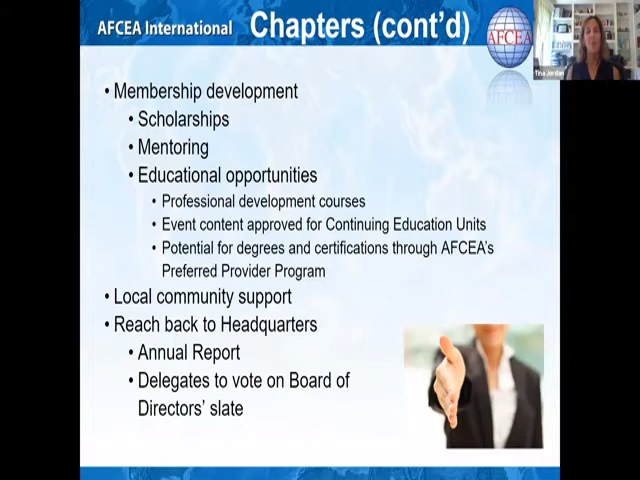 AFCEA International Chapters (cont'd)
AFCEA
Tina Jordan
• Membership development
• Scholarships
• Mentoring
• Educational opportunities
• Professional development courses
• Event content approved for Continuing Education Units
• Potential for degrees and certifications through AFCEA's
Preferred Provider Program
• Local community support
• Reach back to Headquarters
• Annual Report
• Delegates to vote on Board of
Directors' slate